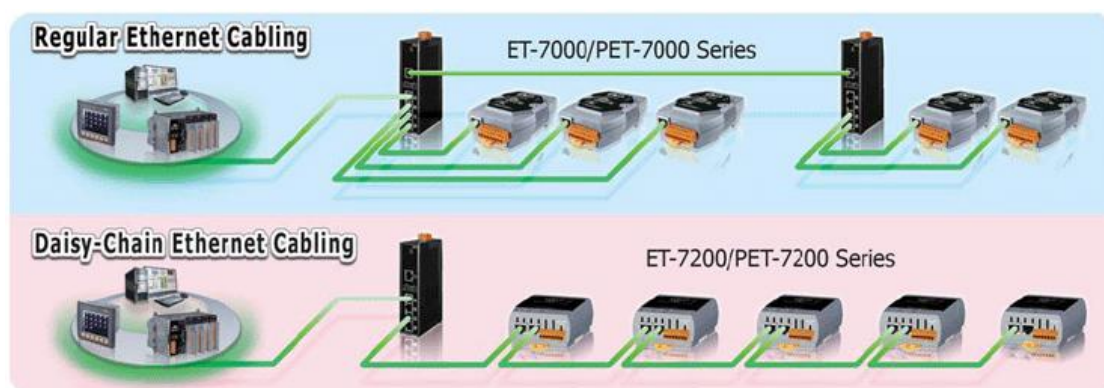 Regular Ethernet Cabling
ET-7000/PET-7000 Series
Daisy-Chain Ethernet Cabling
ET-7200/PET-7200 Series